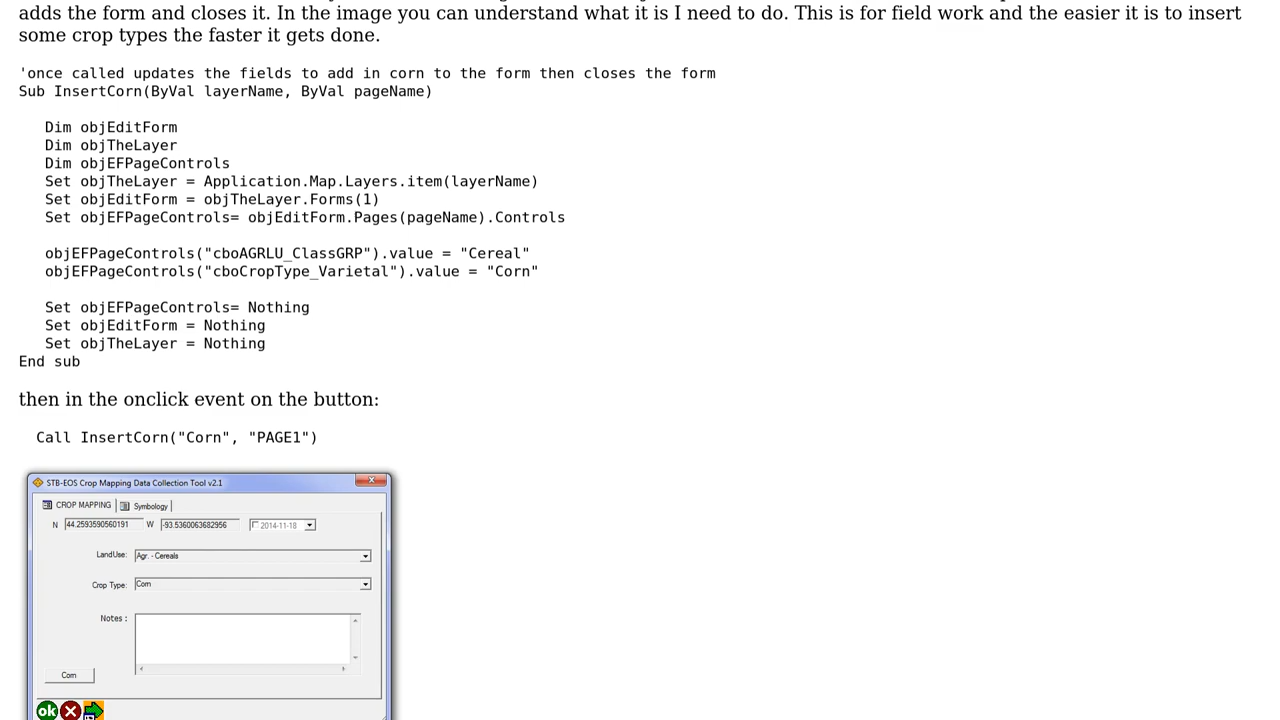 adds the form and closes it. In the image you can understand what it is I need to do. This is for field work and the easier it is to insert
some crop types the faster it gets done.
'once called updates the fields to add in corn to the form then closes the form
Sub InsertCorn(ByVal layerName, ByVal pageName)
Dim objEditForm
Dim objTheLayer
Dim objEFPageControls
Set objTheLayer = Application.Map.Layers.item(layerName)
Set objEditForm = objTheLayer.Forms(1)
Set objEFPageControls= objEditForm.Pages(pageName).Controls
objEFPageControls("cboAGRLU_ClassGRP").value = "Cereal"
objEFPageControls("cboCropType_Varietal").value = "Corn"
Set objEFPageControls= Nothing
Set objEditForm = Nothing
Set objTheLayer = Nothing
End sub
then in the onclick event on the button:
Call InsertCorn("Corn", "PAGE1")
STB-EOS Crop Mapping Data Collection Tool v2.1
CROP MAPPING Symbology
N 44.2593590560191 W -93.5360063682956 2014-11-18
LandUse: Agr. - Cereals
Crop Type: Corn
Notes :
Corn
ok